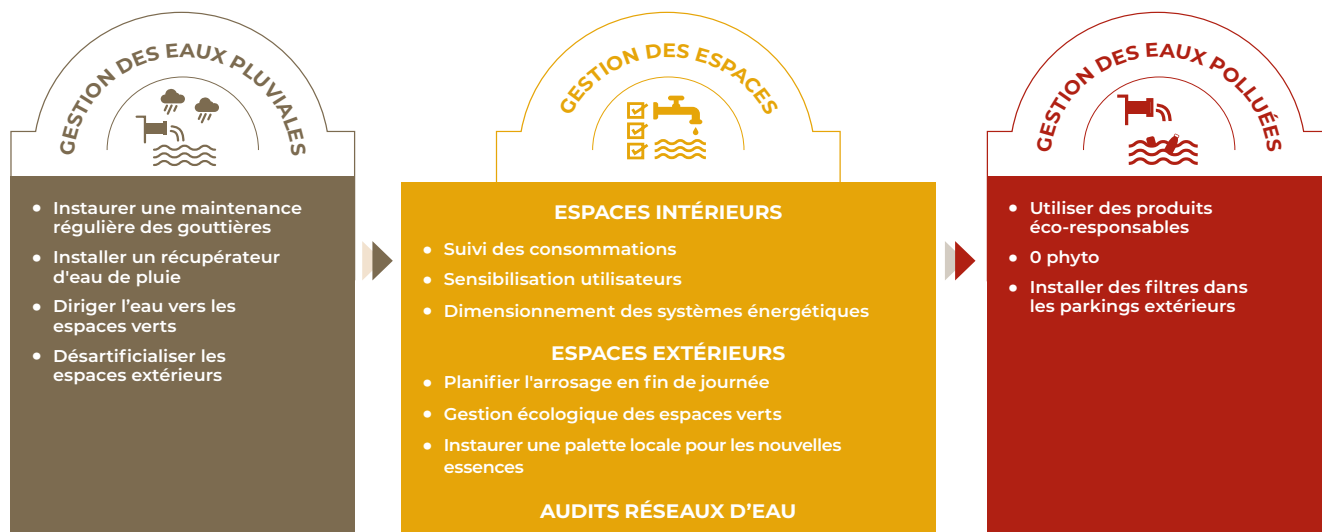 GESTION DES EAUX PLUVIALES
Instaurer une maintenance
régulière des gouttières
Installer un récupérateur
d'eau de pluie
Diriger l’eau vers les
espaces verts
Désartificialiser les
espaces extérieurs
GESTION DES ESPACES
ESPACES INTÉRIEURS
Suivi des consommations
Sensibilisation utilisateurs
Dimensionnement des systèmes énergétiques
ESPACES EXTÉRIEURS
Planifier l'arrosage en fin de journée
Gestion écologique des espaces verts
Instaurer une palette locale pour les nouvelles
essences
AUDITS RÉSEAUX D’EAU
GESTION DES EAUX POLLUÉES
Utiliser des produits
éco-responsables
0 phyto
Installer des filtres dans
les parkings extérieurs